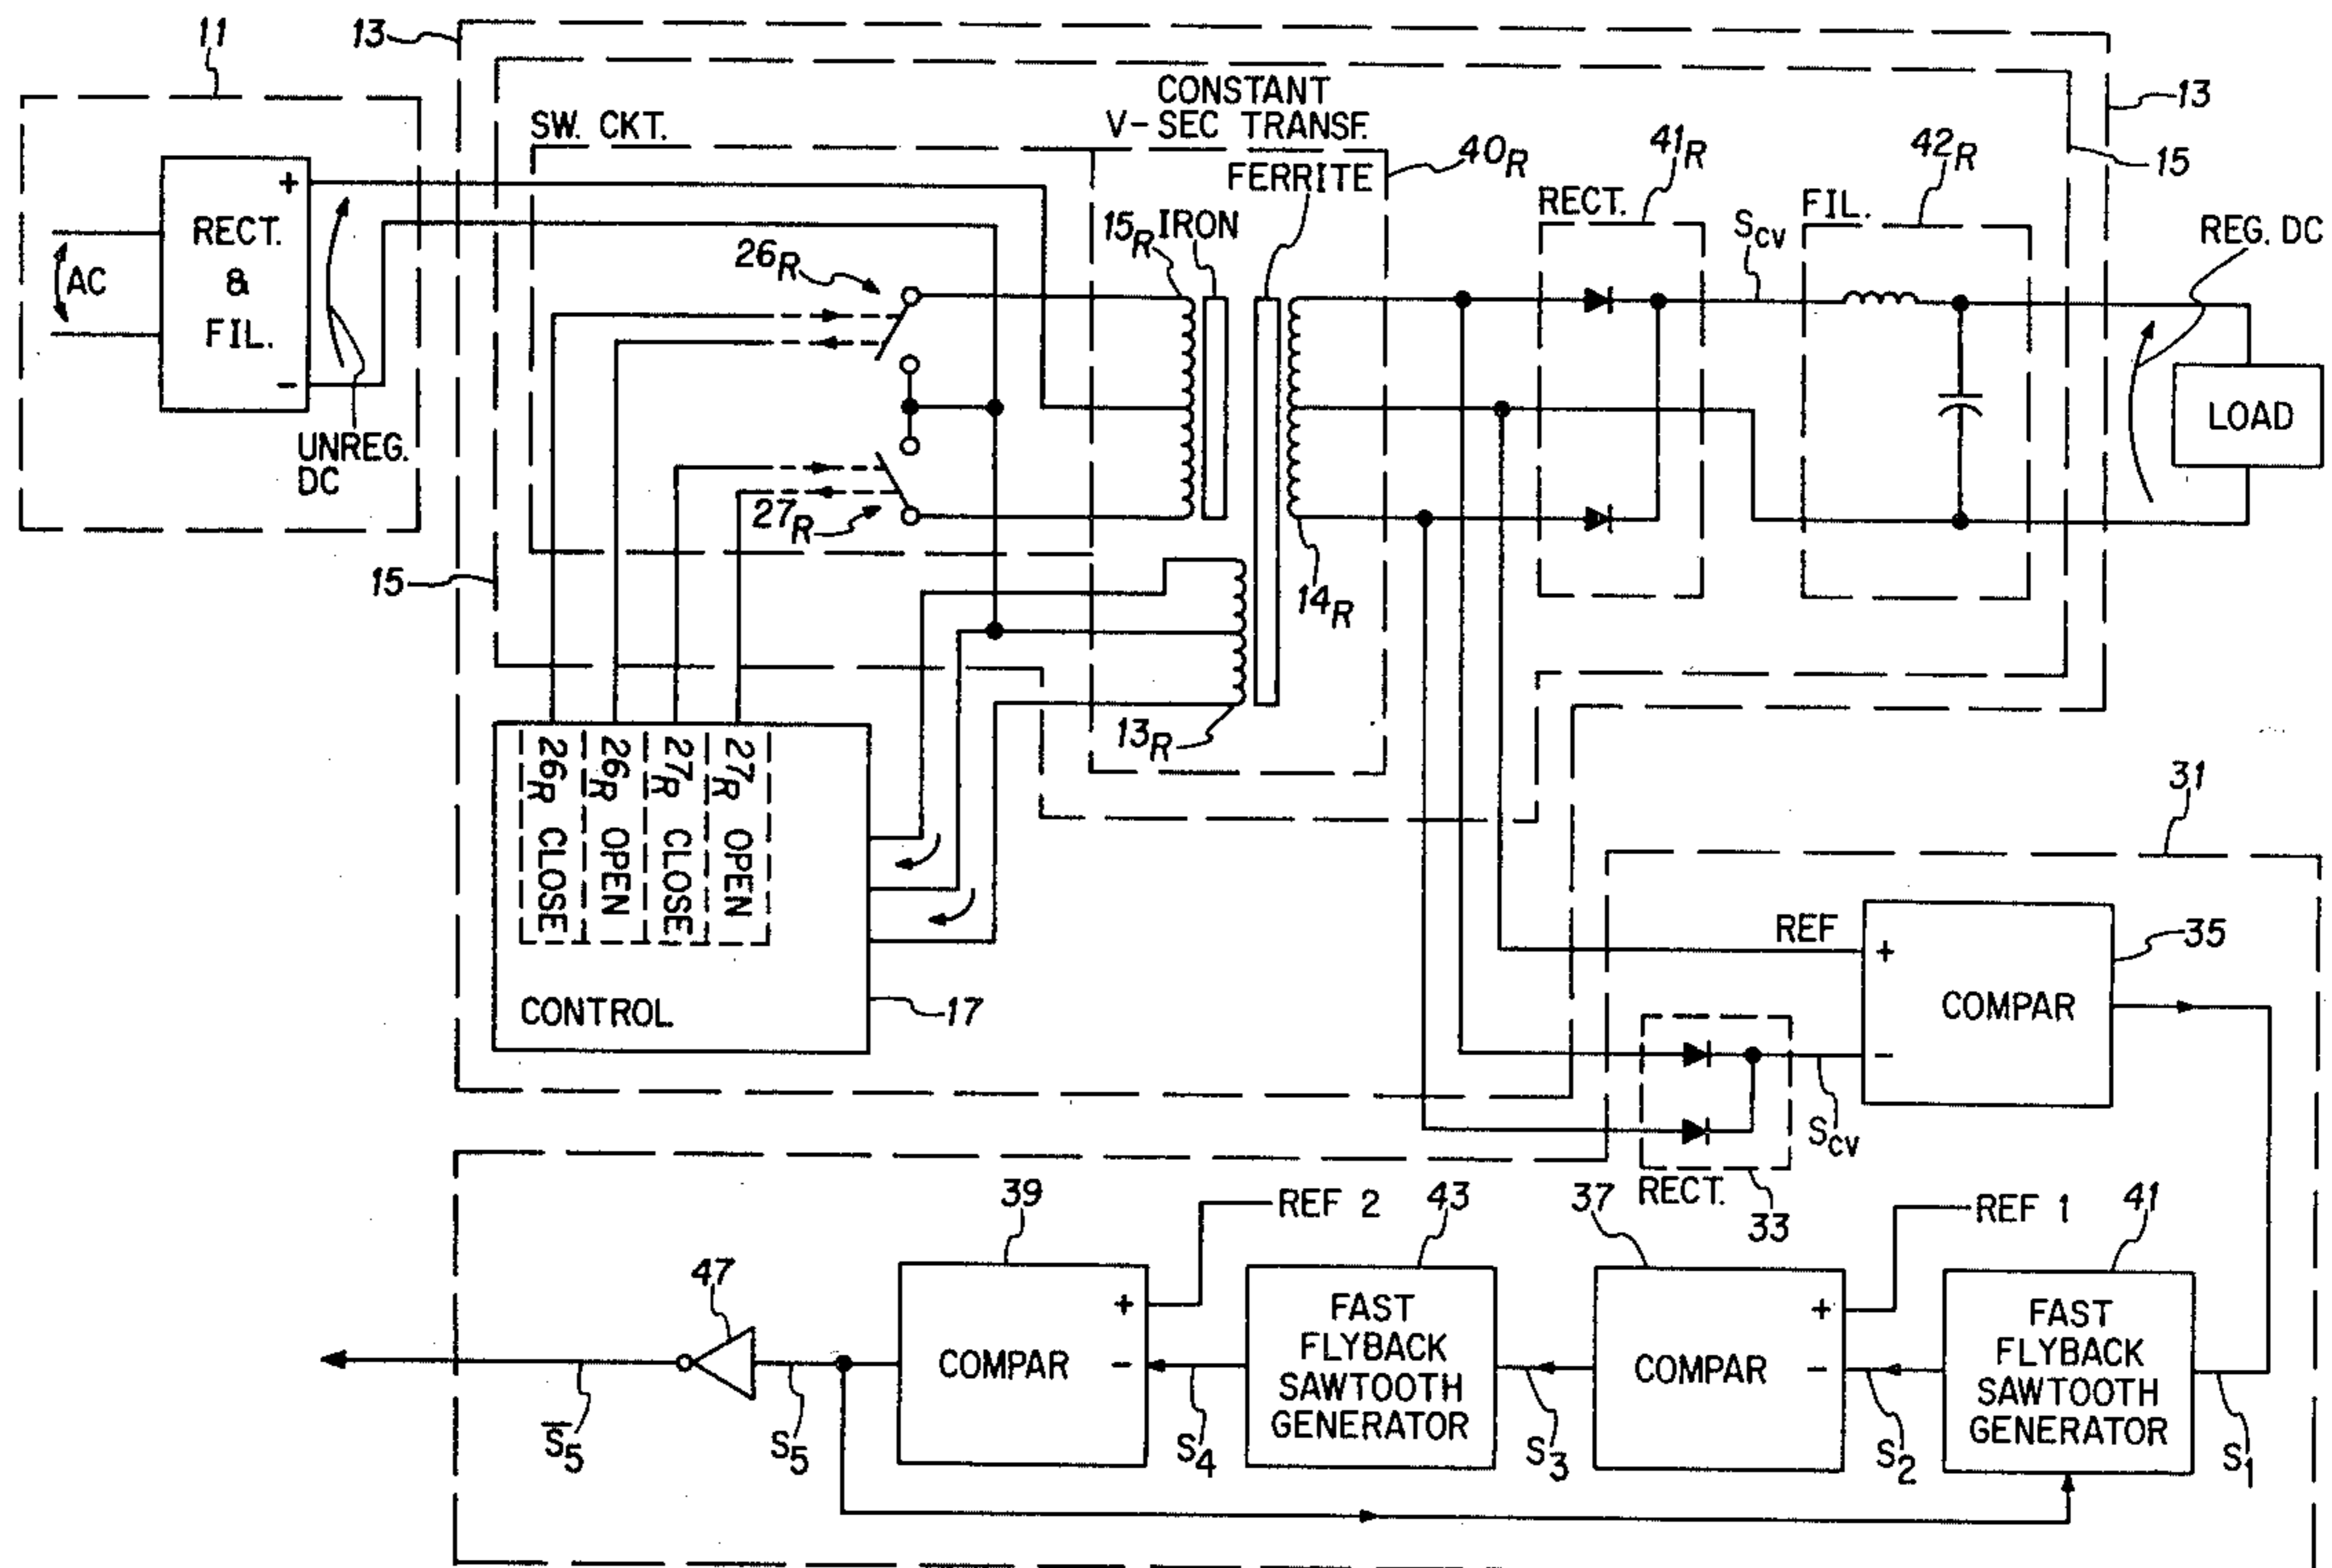 11
13
CONSTANT
V-SEC TRANSF.
SW. CKT.
13
15
40R
41R
42R
FERRITE
RECT.
FIL.
SCV
REG. DC
RECT.
&
FIL.
+
-
AC
UNREG.
DC
26R
15R
IRON
27R
LOAD
15
14R
13R
26R CLOSE
26R OPEN
27R CLOSE
27R OPEN
CONTROL
17
31
REF
+
-
COMPAR
35
SCV
RECT.
33
39
REF 2
43
37
REF 1
41
47
S̅5
S5
COMPAR
+
-
S4
FAST
FLYBACK
SAWTOOTH
GENERATOR
S3
COMPAR
+
-
S2
FAST
FLYBACK
SAWTOOTH
GENERATOR
S1